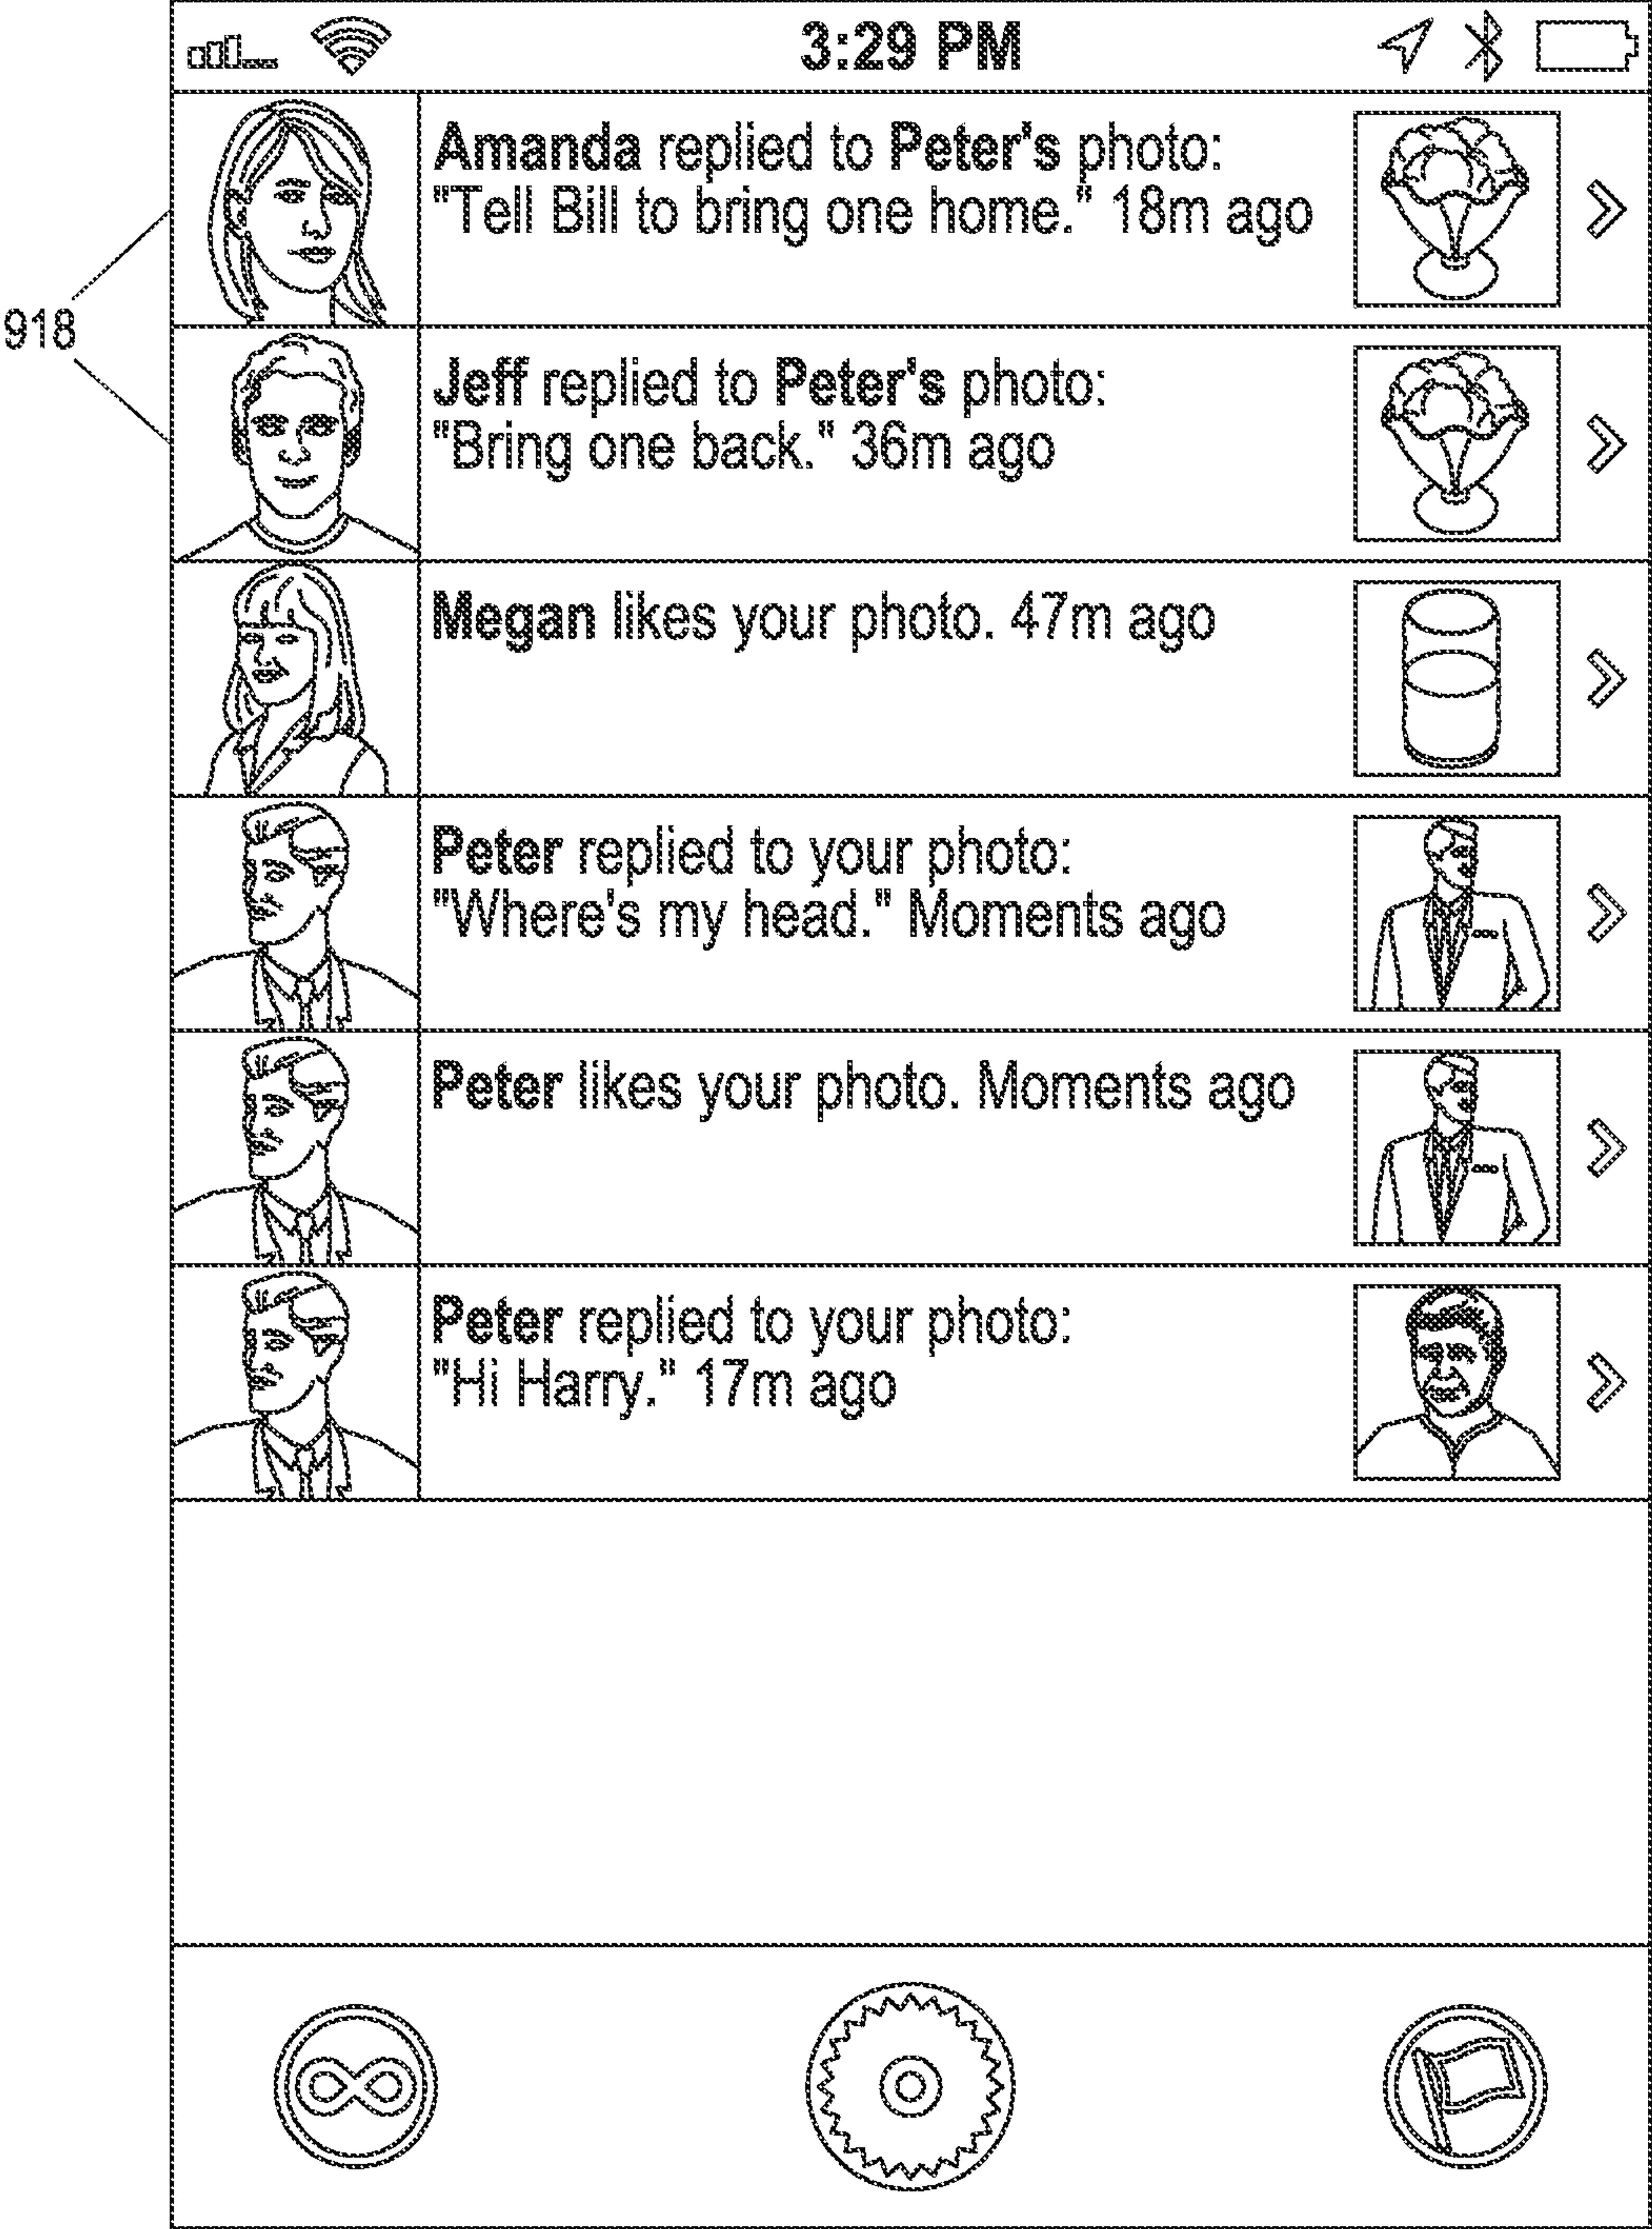 3:29 PM
Amanda replied to Peter's photo:
"Tell Bill to bring one home." 18m ago
918
Jeff replied to Peter's photo:
"Bring one back." 36m ago
Megan likes your photo. 47m ago
Peter replied to your photo:
"Where's my head." Moments ago
Peter likes your photo. Moments ago
Peter replied to your photo:
"Hi Harry." 17m ago